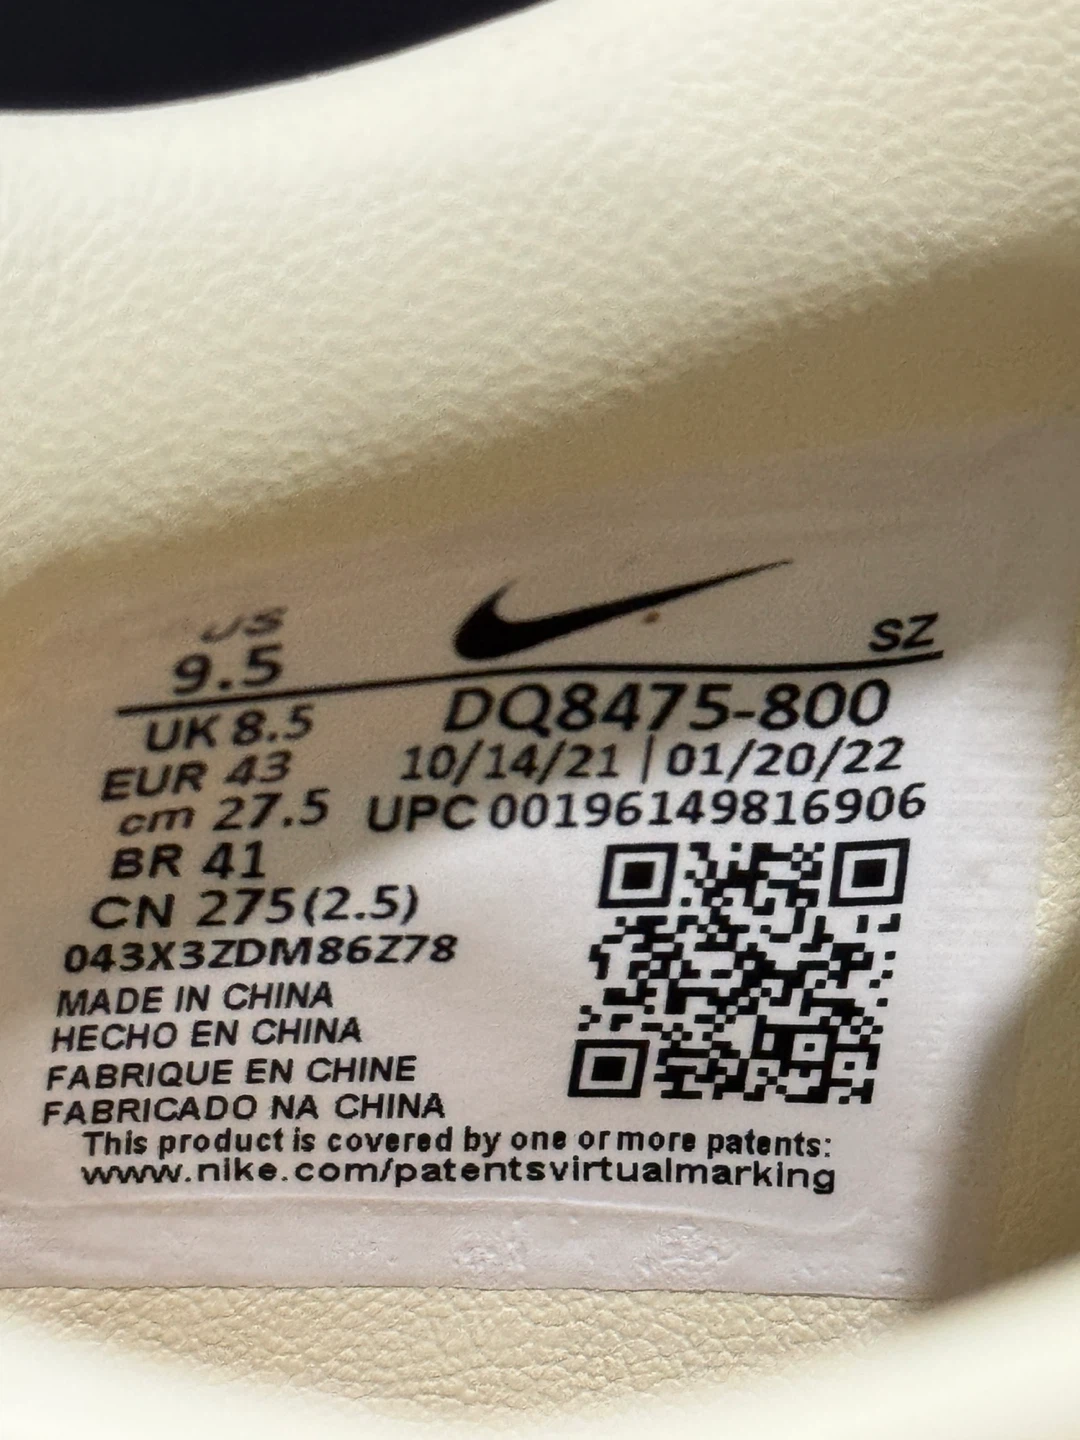 US
9.5
SZ
UK 8.5
DQ8475-800
EUR 43
10/14/21 | 01/20/22
cm 27.5
UPC 00196149816906
BR 41
CN 275(2.5)
043X3ZDM86Z78
MADE IN CHINA
HECHO EN CHINA
FABRIQUE EN CHINE
FABRICADO NA CHINA
This product is covered by one or more patents:
www.nike.com/patentsvirtualmarking